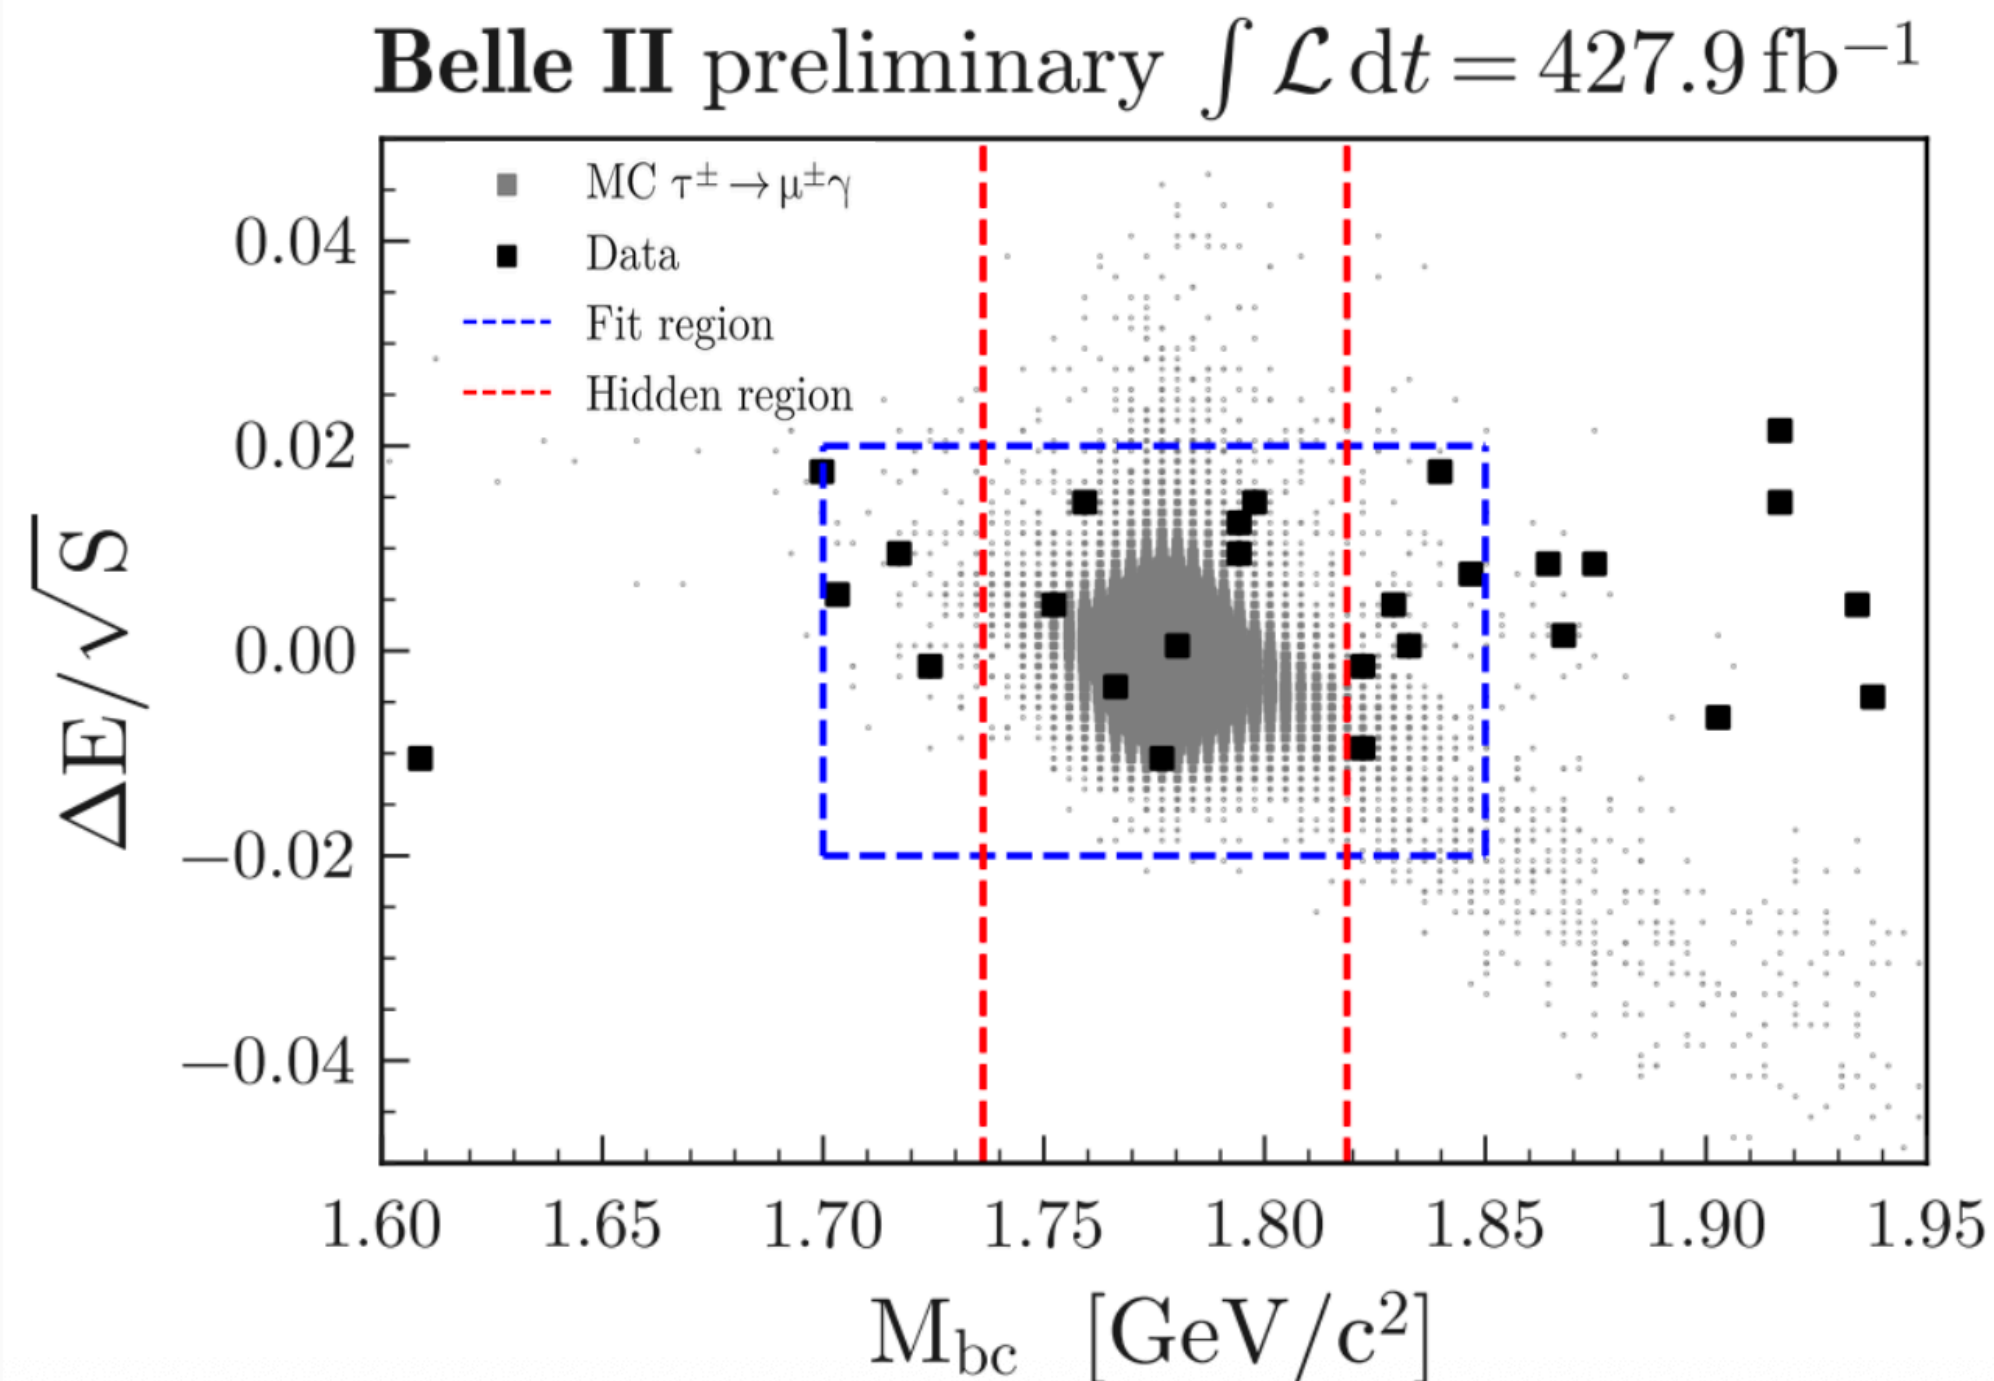 Belle II preliminary ∫ ℒ dt = 427.9 fb⁻¹
MC τ± → μ±γ
Data
Fit region
Hidden region
ΔE/√S
0.04
0.02
0.00
−0.02
−0.04
1.60 1.65 1.70 1.75 1.80 1.85 1.90 1.95
M_bc [GeV/c²]